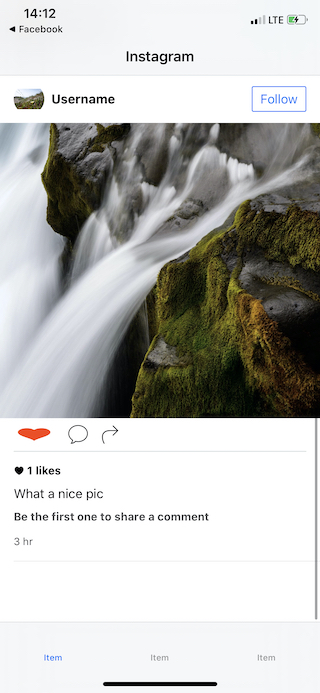 14:12
LTE
Facebook
Instagram
Username
Follow
1 likes
What a nice pic
Be the first one to share a comment
3 hr
Item
Item
Item